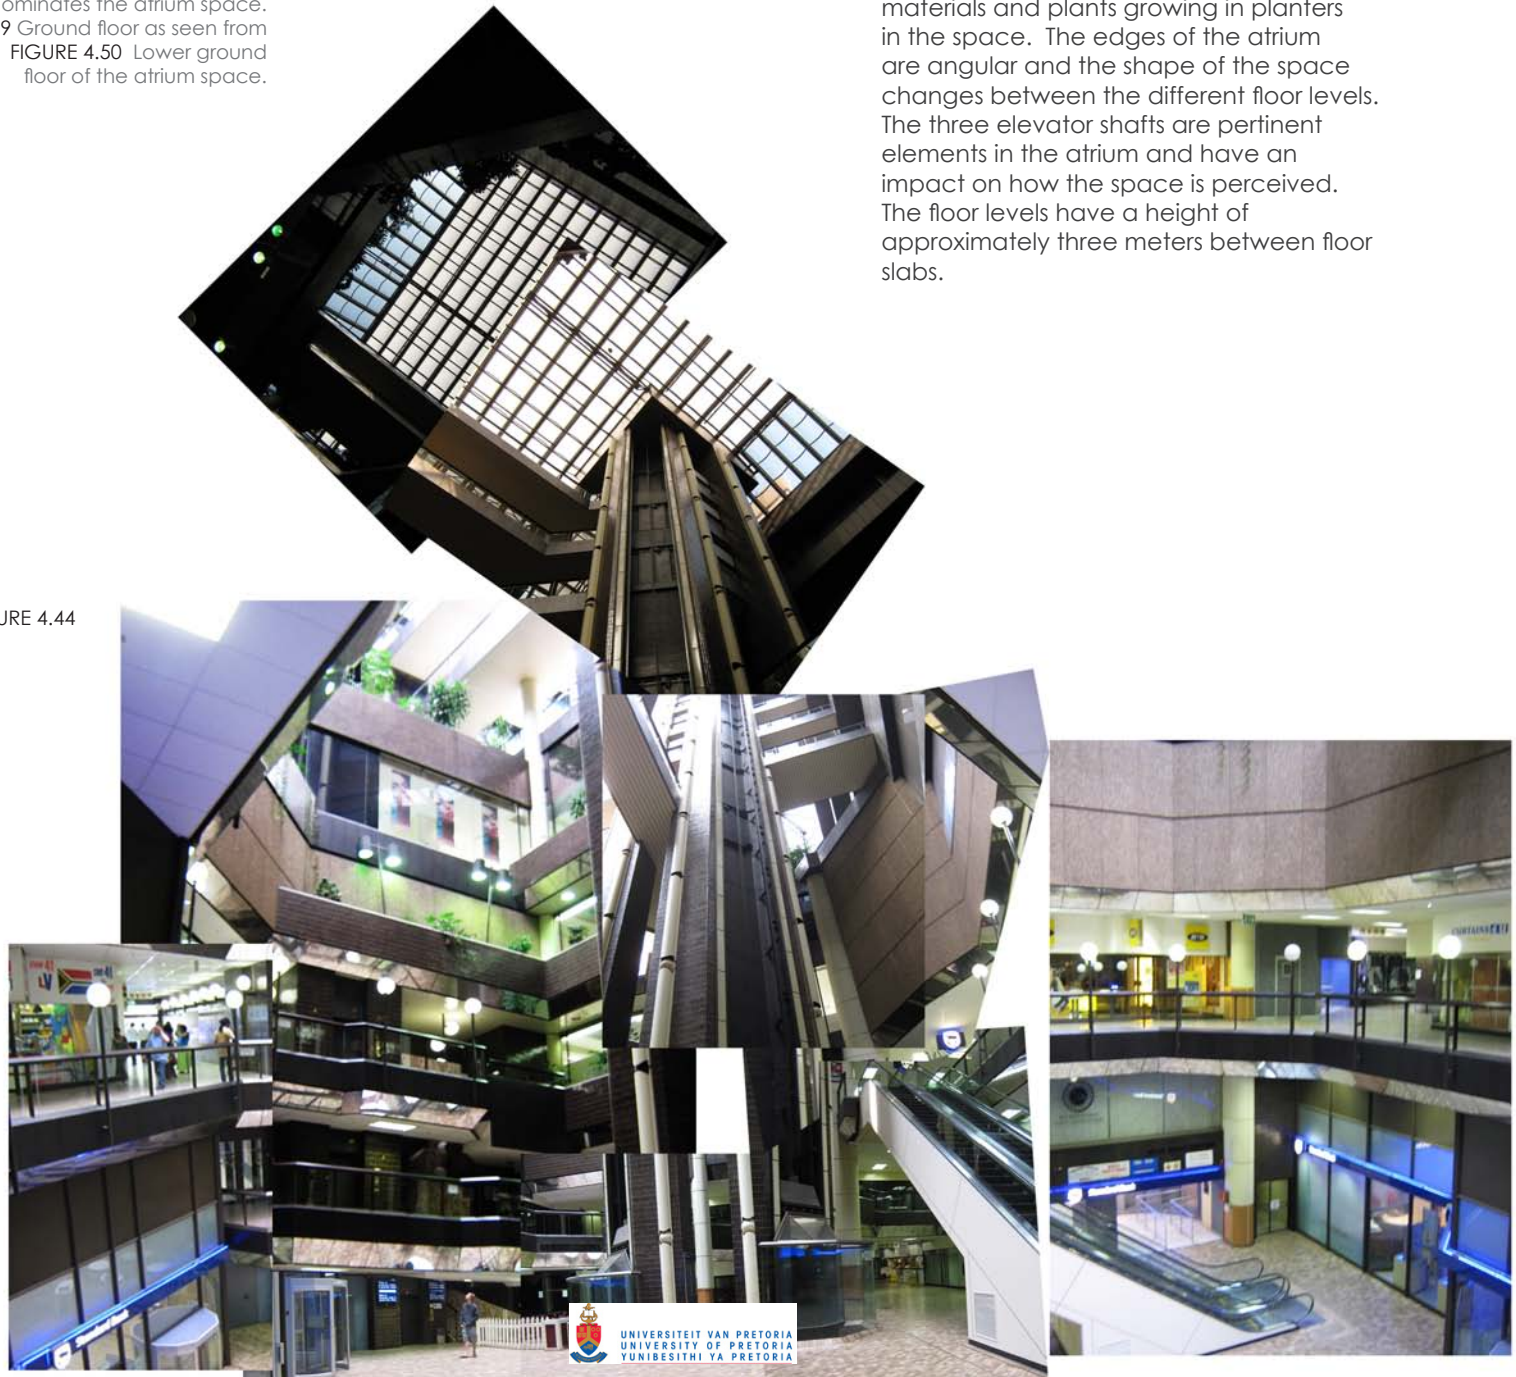 ominates the atrium space.
9 Ground floor as seen from
FIGURE 4.50 Lower ground
floor of the atrium space.
materials and plants growing in planters
in the space. The edges of the atrium
are angular and the shape of the space
changes between the different floor levels.
The three elevator shafts are pertinent
elements in the atrium and have an
impact on how the space is perceived.
The floor levels have a height of
approximately three meters between floor
slabs.
URE 4.44
Standard Bank
UNIVERSITEIT VAN PRETORIA
UNIVERSITY OF PRETORIA
YUNIBESITHI YA PRETORIA